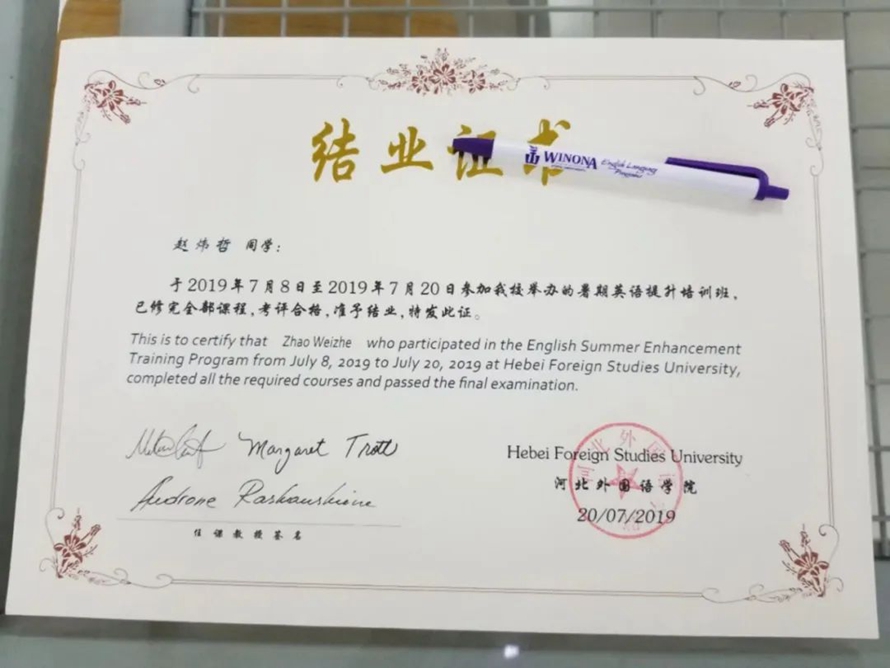 结业证书
WINONA
English Language
Program
赵炜哲 同学:
于2019年7月8日至2019年7月20日参加我校举办的暑期英语提升培训班,
已修完全部课程,考评合格,准予结业,特发此证。
This is to certify that Zhao Weizhe who participated in the English Summer Enhancement
Training Program from July 8, 2019 to July 20, 2019 at Hebei Foreign Studies University,
completed all the required courses and passed the final examination.
Margaret Trott
Audrone Raskauskiene
任课教授签名
Hebei Foreign Studies University
河北外国语学院
20/07/2019